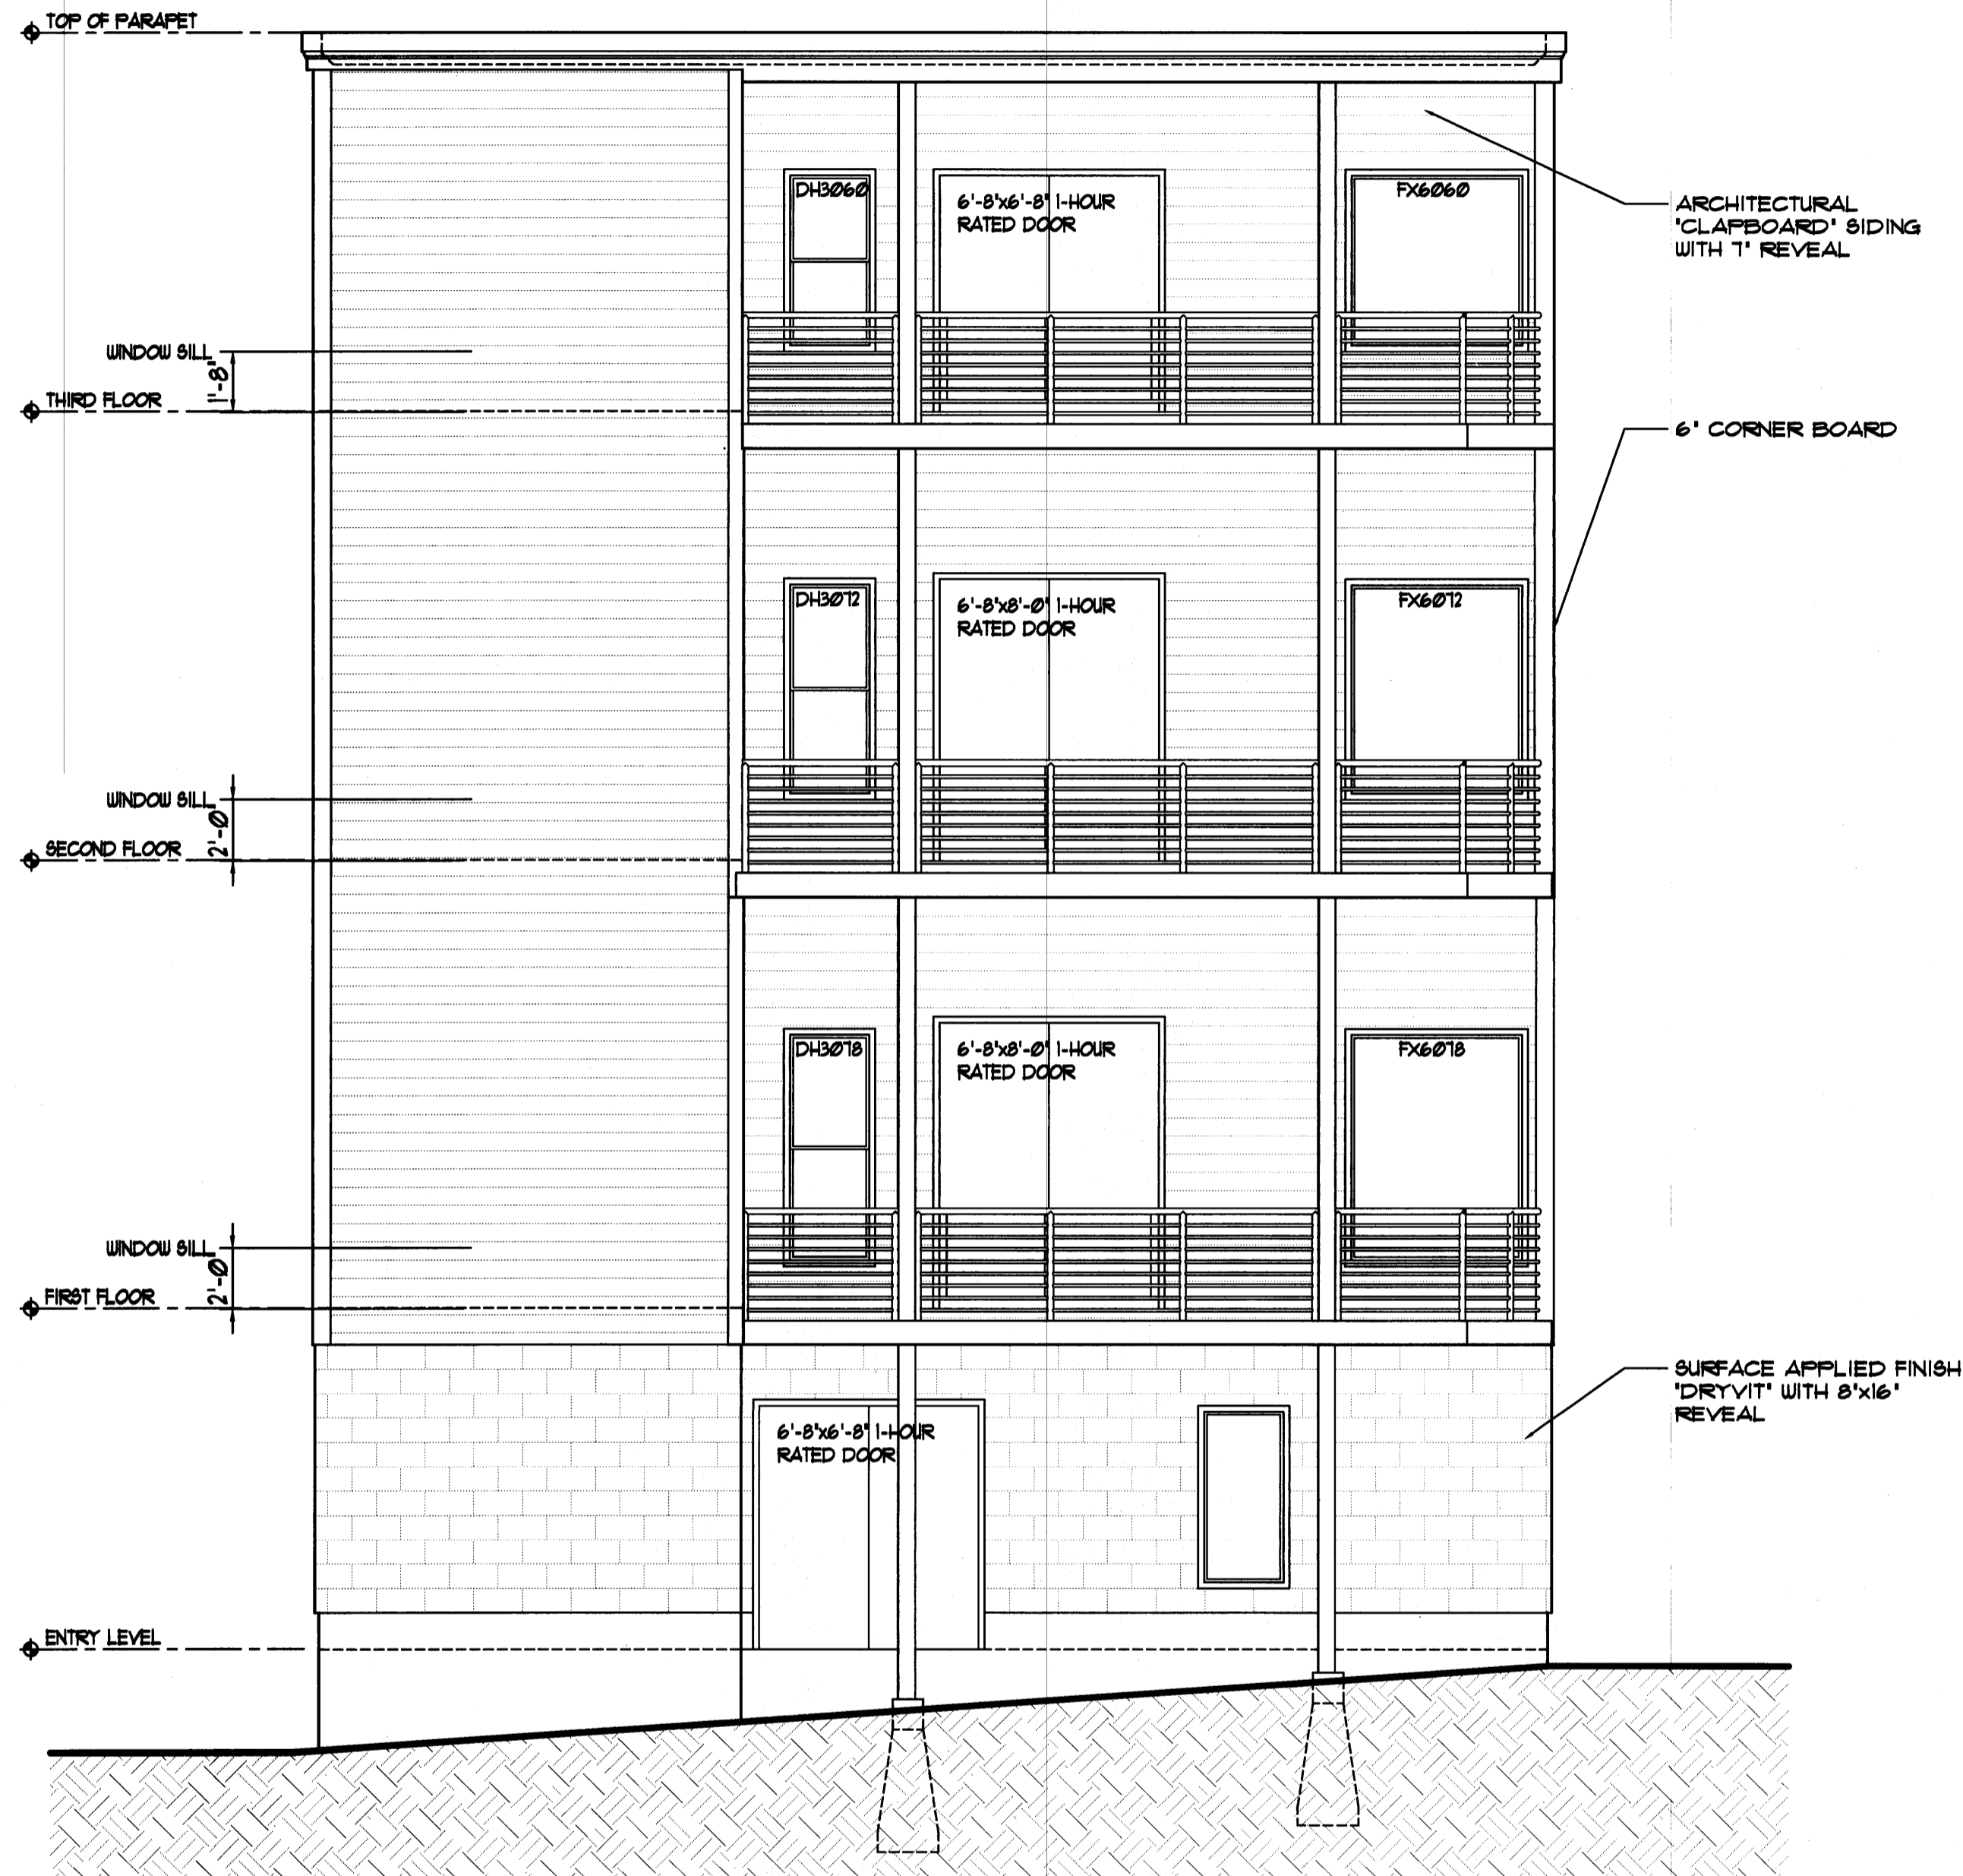 TOP OF PARAPET
DH3060
6'-8"x6'-8" 1-HOUR
RATED DOOR
FX6060
ARCHITECTURAL
"CLAPBOARD" SIDING
WITH 7" REVEAL
WINDOW SILL
1'-8"
THIRD FLOOR
6" CORNER BOARD
DH3072
6'-8"x8'-0" 1-HOUR
RATED DOOR
FX6072
WINDOW SILL
2'-0"
SECOND FLOOR
DH3078
6'-8"x8'-0" 1-HOUR
RATED DOOR
FX6078
WINDOW SILL
2'-0"
FIRST FLOOR
SURFACE APPLIED FINISH
"DRYVIT" WITH 8"x16"
REVEAL
6'-8"x6'-8" 1-HOUR
RATED DOOR
ENTRY LEVEL